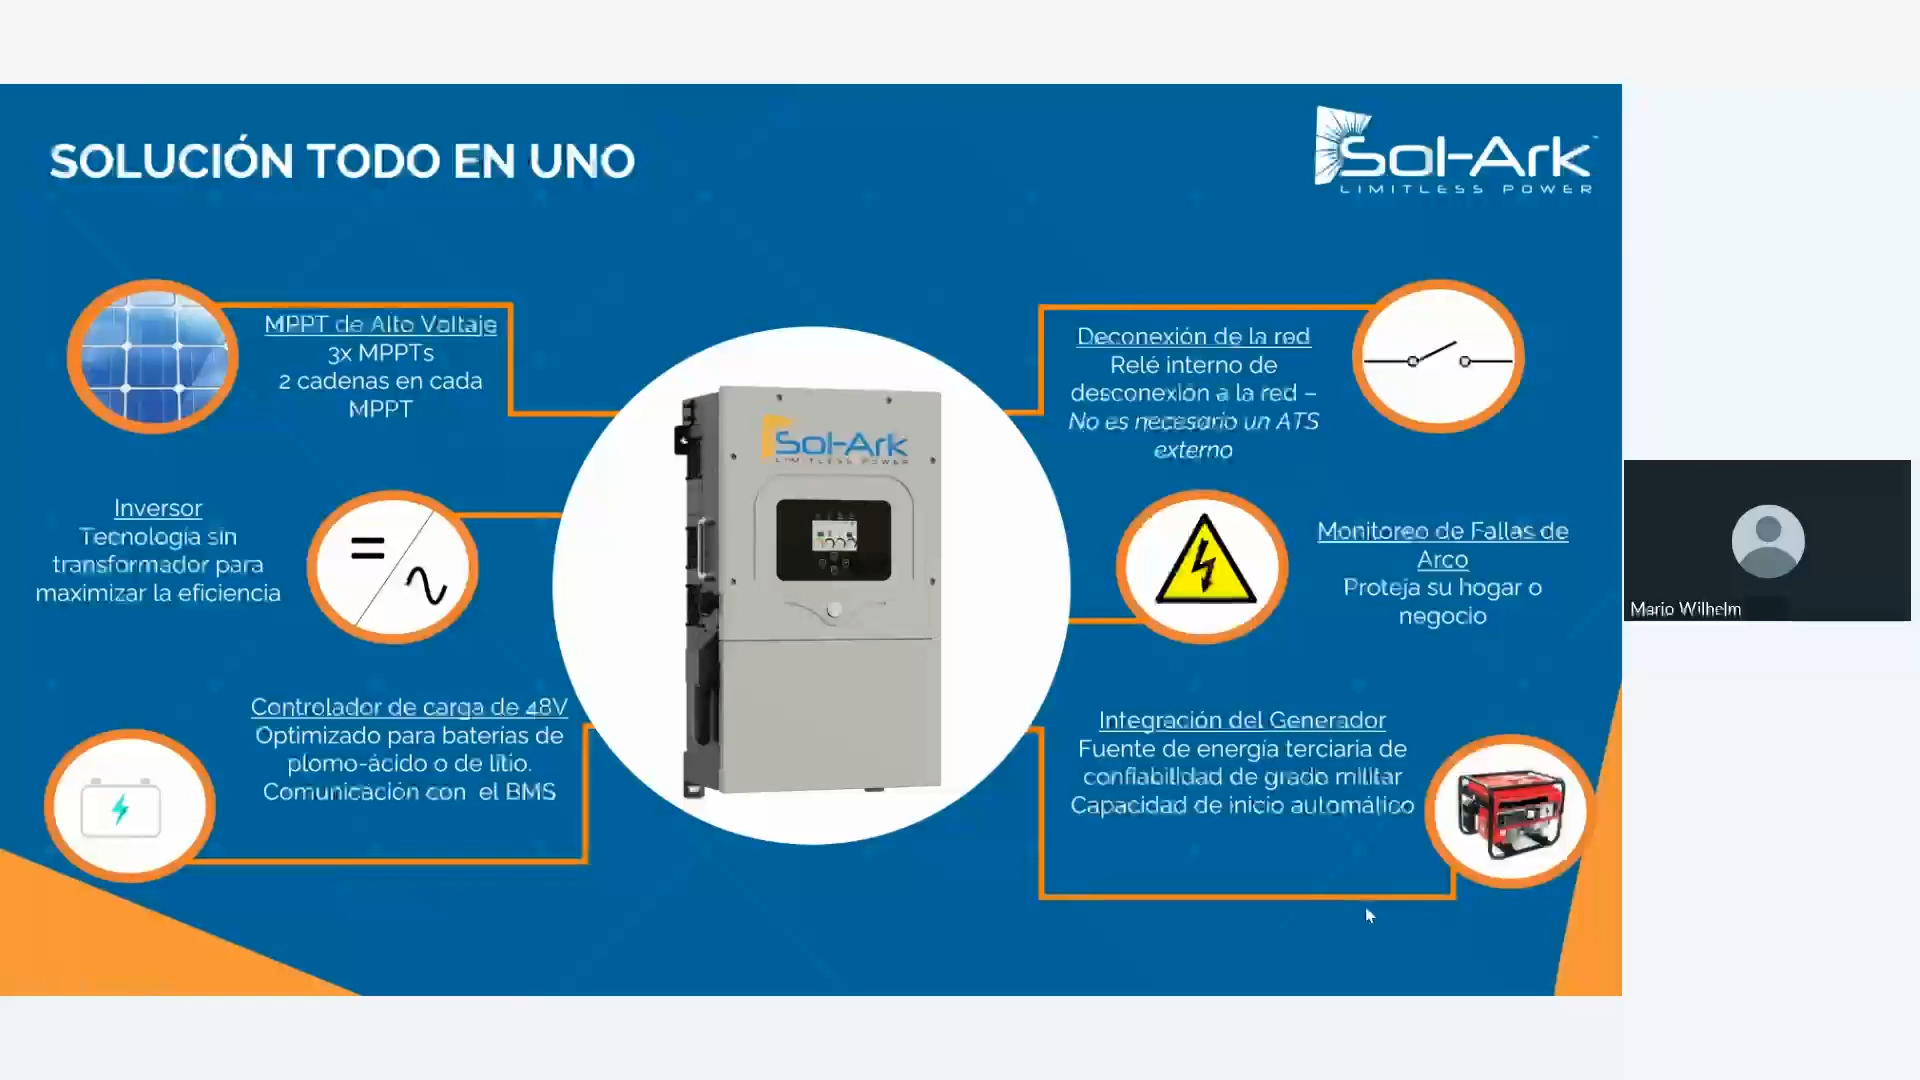 SOLUCIÓN TODO EN UNO
Sol-Ark
LIMITLESS POWER
MPPT de Alto Voltaje
3x MPPTs
2 cadenas en cada
MPPT
Inversor
Tecnología sin
transformador para
maximizar la eficiencia
Controlador de carga de 48V
Optimizado para baterías de
plomo-ácido o de litio.
Comunicación con el BMS
Sol-Ark
LIMITLESS POWER
Deconexión de la red
Relé interno de
desconexión a la red –
No es necesario un ATS
externo
Monitoreo de Fallas de
Arco
Proteja su hogar o
negocio
Integración del Generador
Fuente de energía terciaria de
confiabilidad de grado militar
Capacidad de inicio automático
Mario Wilhelm